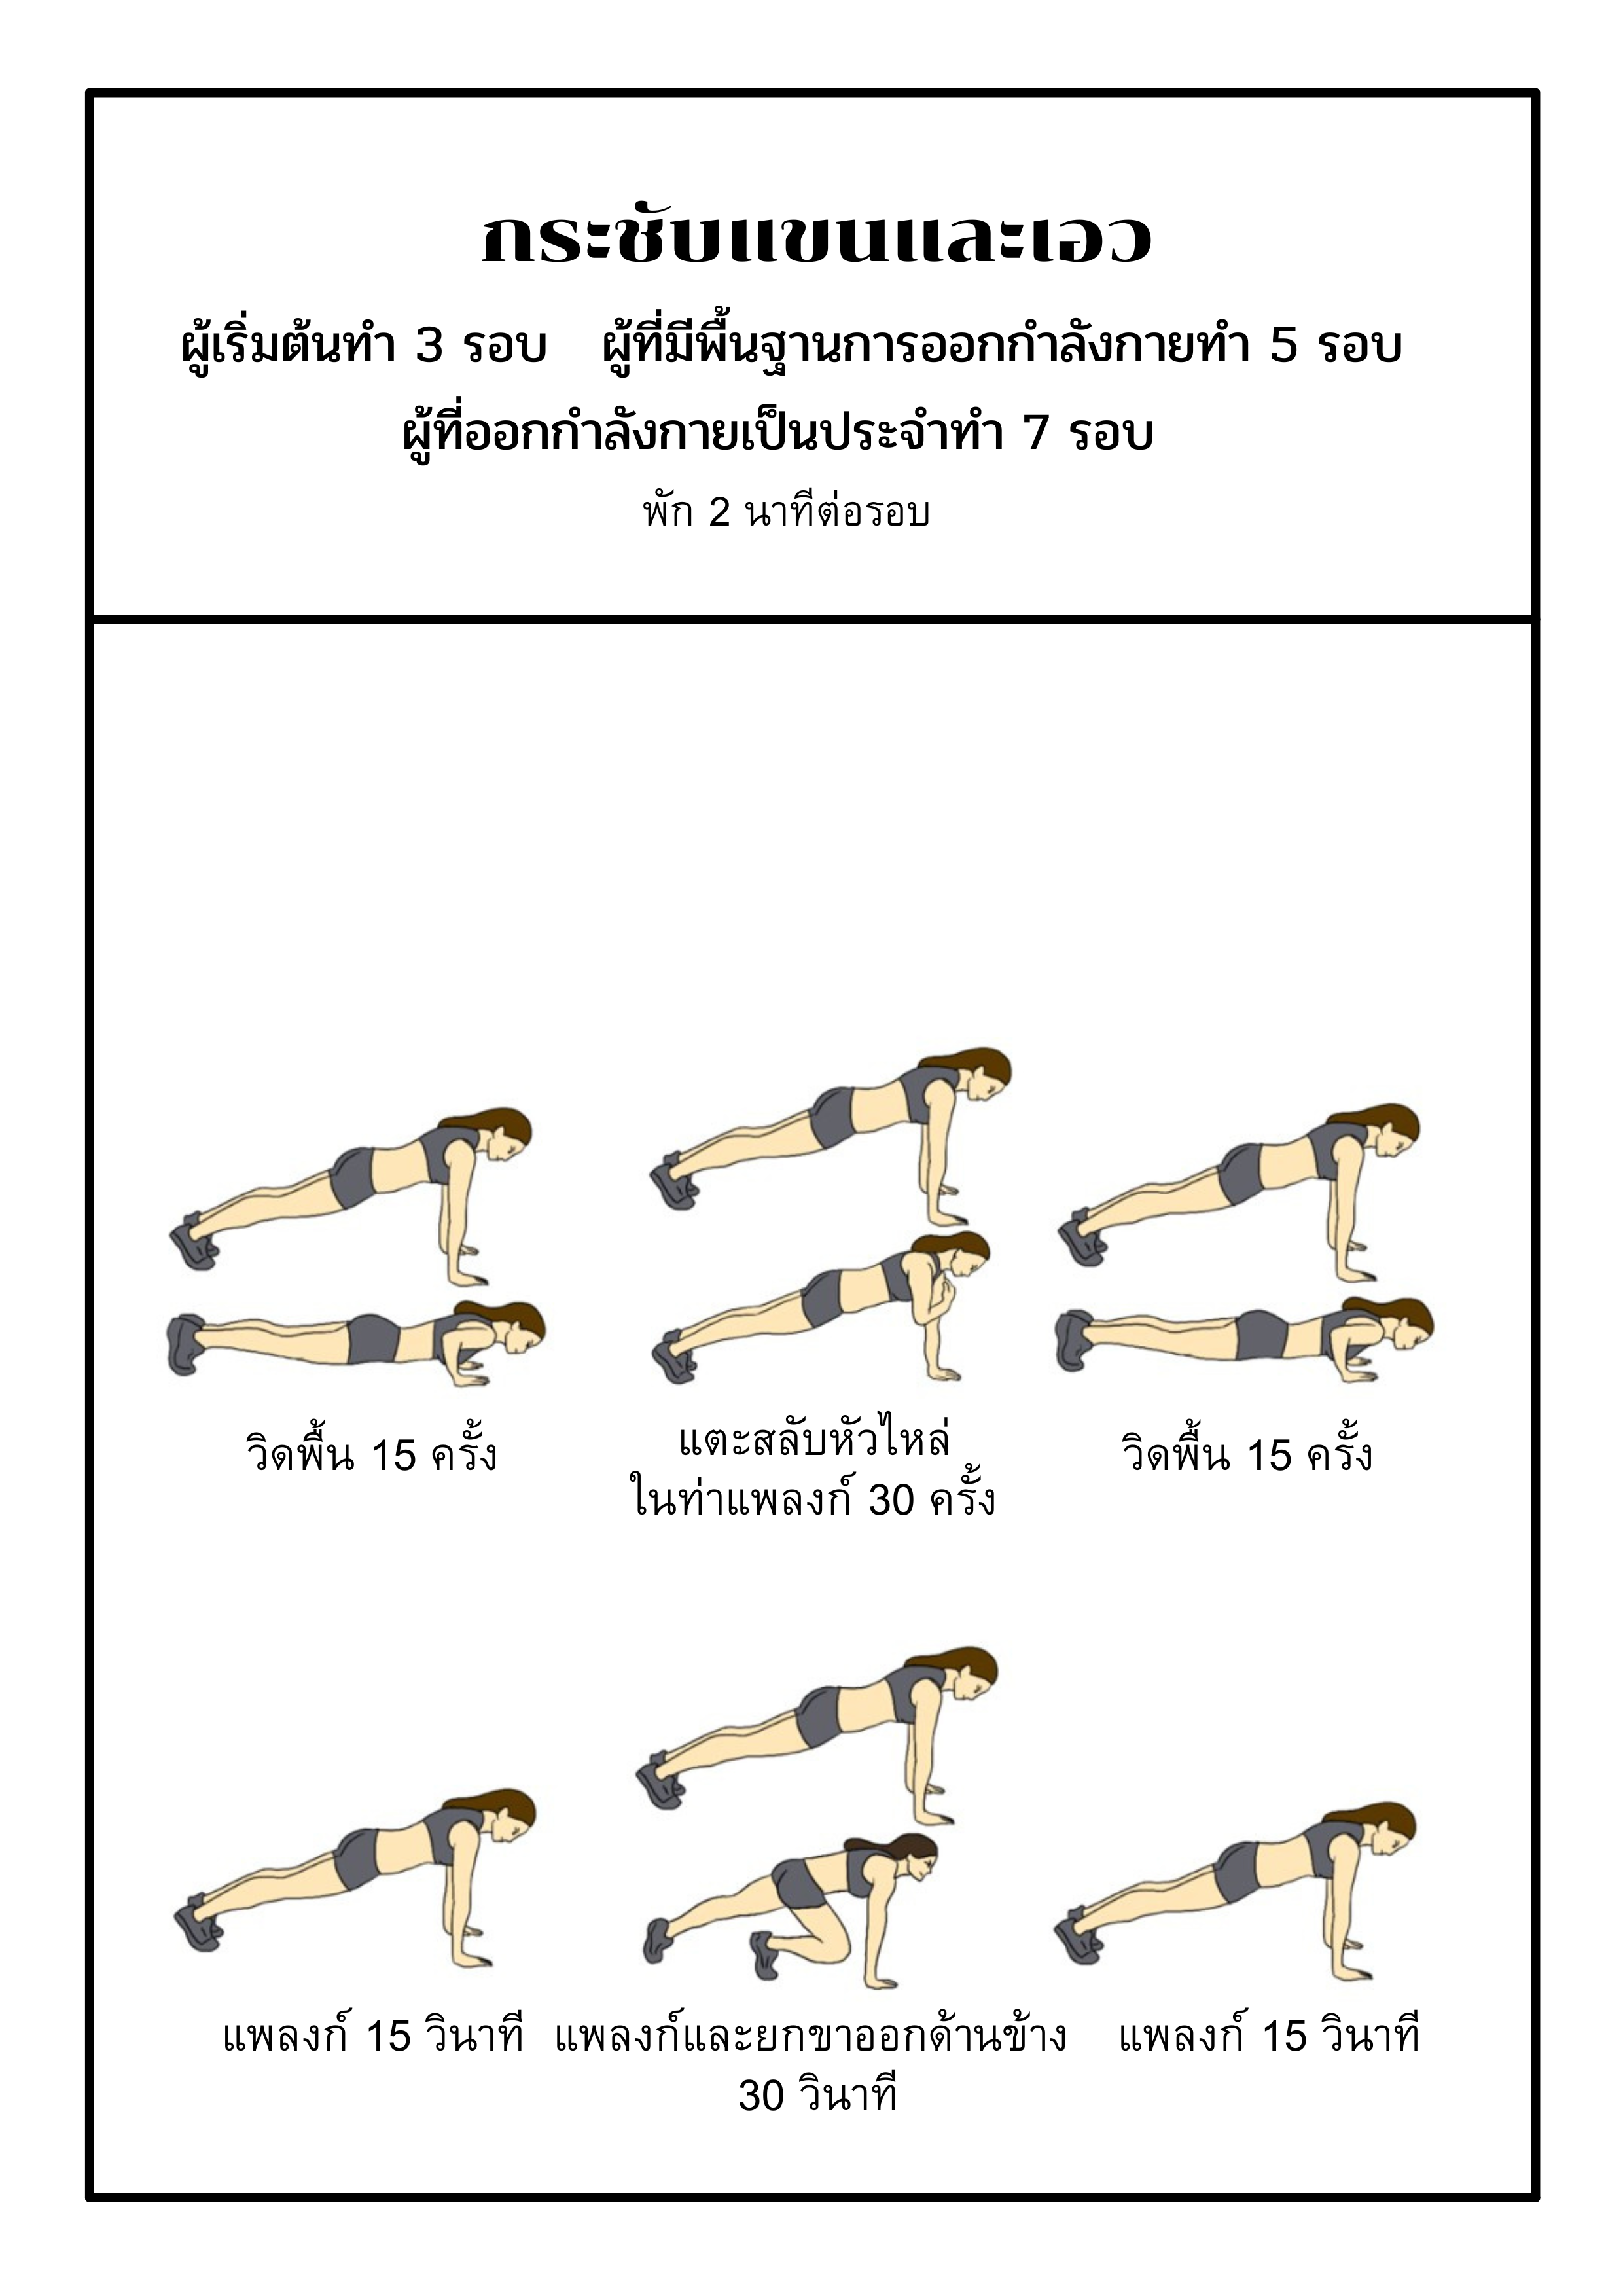 กระชับแขนและเอว
ผู้เริ่มต้นทำ 3 รอบ ผู้ที่มีพื้นฐานการออกกำลังกายทำ 5 รอบ
ผู้ที่ออกกำลังกายเป็นประจำทำ 7 รอบ
พัก 2 นาทีต่อรอบ
วิดพื้น 15 ครั้ง
แตะสลับหัวไหล่
ในท่าแพลงก์ 30 ครั้ง
วิดพื้น 15 ครั้ง
แพลงก์ 15 วินาที
แพลงก์และยกขาออกด้านข้าง
30 วินาที
แพลงก์ 15 วินาที